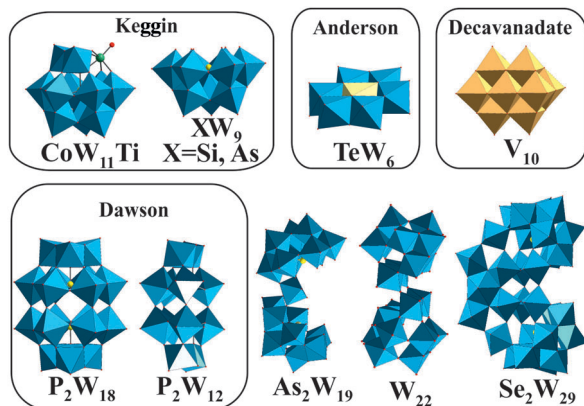 Keggin
CoW₁₁Ti
XW₉
X=Si, As
Anderson
TeW₆
Decavanadate
V₁₀
Dawson
P₂W₁₈
P₂W₁₂
As₂W₁₉
W₂₂
Se₂W₂₉